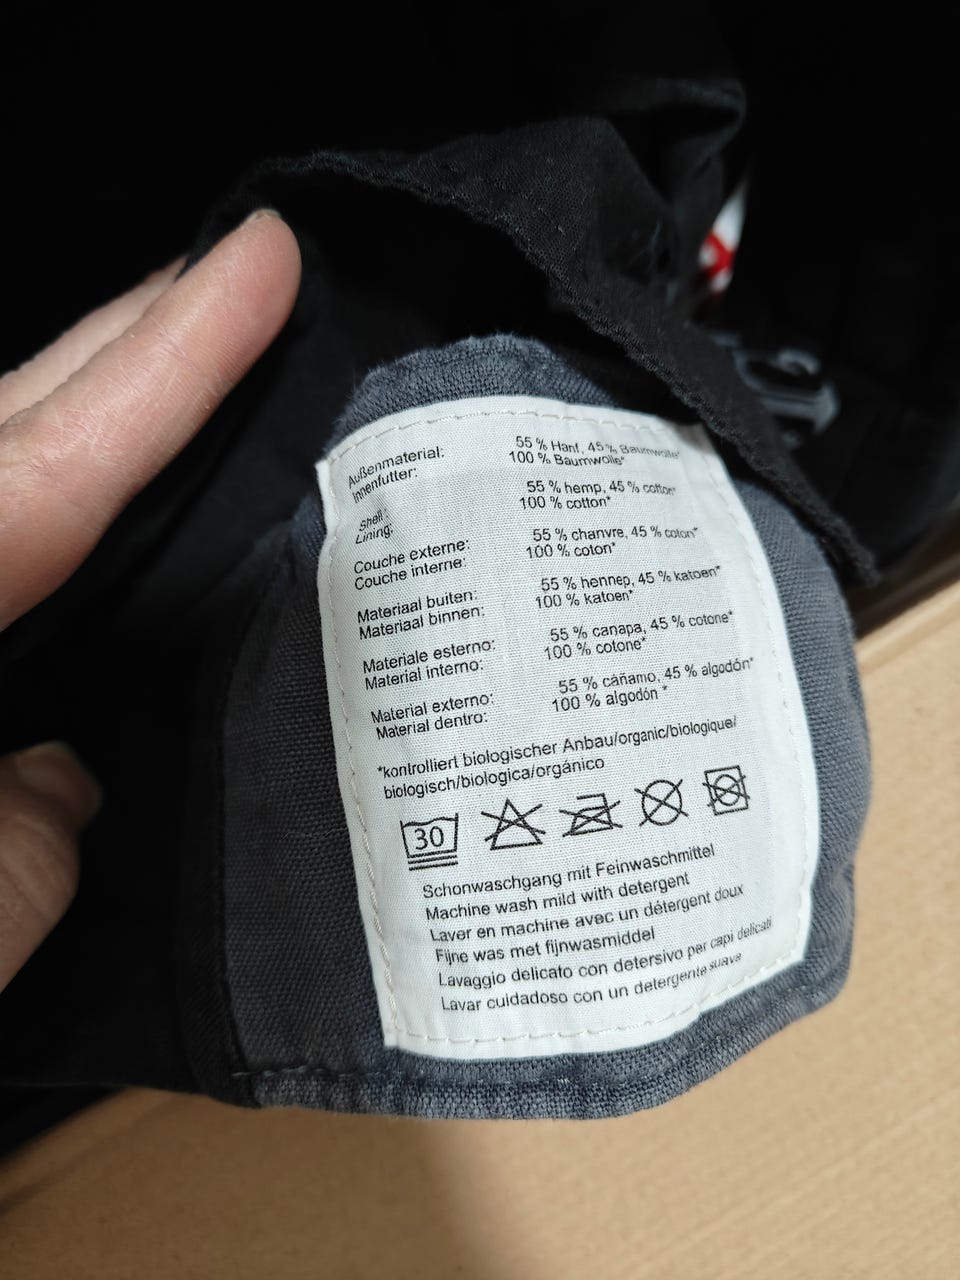 Außenmaterial: 55 % Hanf, 45 % Baumwolle*
Innenfutter: 100 % Baumwolle*
Shell: 55 % hemp, 45 % cotton*
Lining: 100 % cotton*
Couche externe: 55 % chanvre, 45 % coton*
Couche interne: 100 % coton*
Materiaal buiten: 55 % hennep, 45 % katoen*
Materiaal binnen: 100 % katoen*
Materiale esterno: 55 % canapa, 45 % cotone*
Material interno: 100 % cotone*
Material externo: 55 % cáñamo, 45 % algodón*
Material dentro: 100 % algodón *
*kontrolliert biologischer Anbau/organic/biologique/
biologisch/biologica/orgánico
30
Schonwaschgang mit Feinwaschmittel
Machine wash mild with detergent
Laver en machine avec un détergent doux
Fijne was met fijnwasmiddel
Lavaggio delicato con detersivo per capi delicati
Lavar cuidadoso con un detergente suave